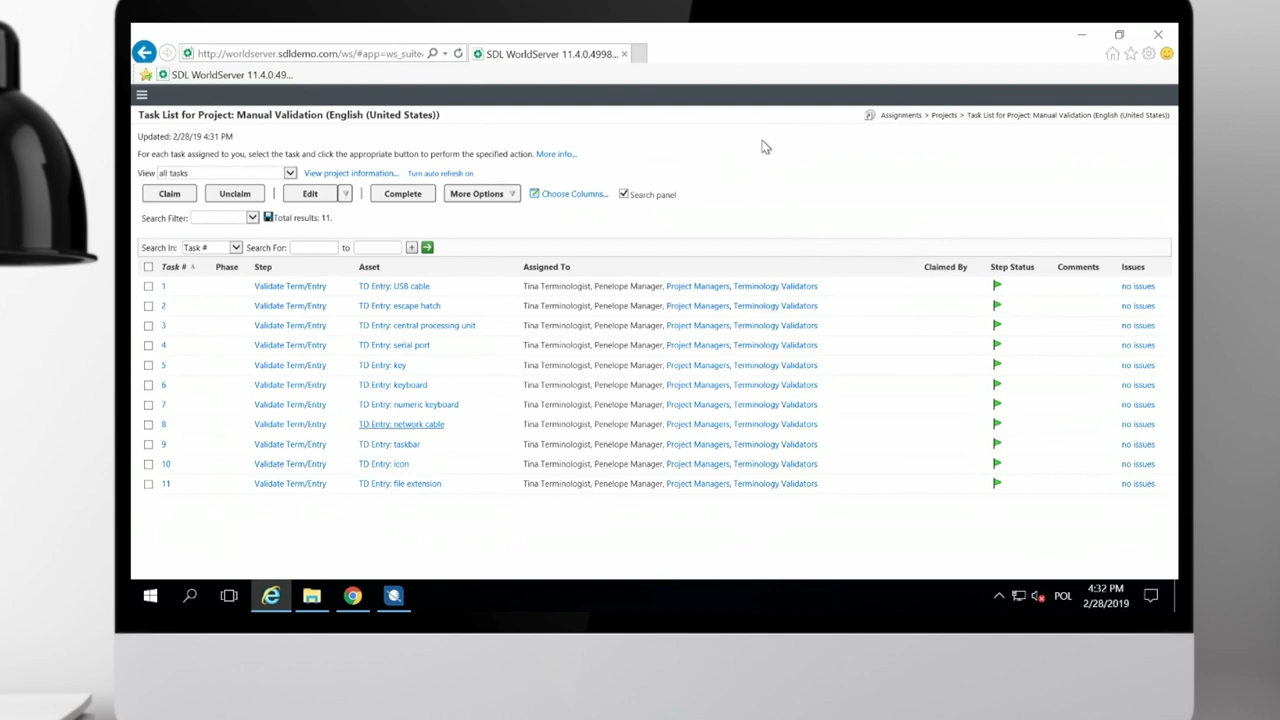 http://worldserver.sdldemo.com/ws/#app=ws_suite
SDL WorldServer 11.4.0.4998...
SDL WorldServer 11.4.0.49...
Task List for Project: Manual Validation (English (United States))
Assignments > Projects > Task List for Project: Manual Validation (English (United States))
Updated: 2/28/19 4:31 PM
For each task assigned to you, select the task and click the appropriate button to perform the specified action. More info...
View all tasks View project information... Turn auto refresh on
Claim Unclaim | Edit | Complete More Options Choose Columns... Search panel
Search Filter: Total results: 11.
Search In: Task # Search For: to +
Task # Phase Step Asset Assigned To Claimed By Step Status Comments Issues
1 Validate Term/Entry TD Entry: USB cable Tina Terminologist, Penelope Manager, Project Managers, Terminology Validators no issues
2 Validate Term/Entry TD Entry: escape hatch Tina Terminologist, Penelope Manager, Project Managers, Terminology Validators no issues
3 Validate Term/Entry TD Entry: central processing unit Tina Terminologist, Penelope Manager, Project Managers, Terminology Validators no issues
4 Validate Term/Entry TD Entry: serial port Tina Terminologist, Penelope Manager, Project Managers, Terminology Validators no issues
5 Validate Term/Entry TD Entry: key Tina Terminologist, Penelope Manager, Project Managers, Terminology Validators no issues
6 Validate Term/Entry TD Entry: keyboard Tina Terminologist, Penelope Manager, Project Managers, Terminology Validators no issues
7 Validate Term/Entry TD Entry: numeric keyboard Tina Terminologist, Penelope Manager, Project Managers, Terminology Validators no issues
8 Validate Term/Entry TD Entry: network cable Tina Terminologist, Penelope Manager, Project Managers, Terminology Validators no issues
9 Validate Term/Entry TD Entry: taskbar Tina Terminologist, Penelope Manager, Project Managers, Terminology Validators no issues
10 Validate Term/Entry TD Entry: icon Tina Terminologist, Penelope Manager, Project Managers, Terminology Validators no issues
11 Validate Term/Entry TD Entry: file extension Tina Terminologist, Penelope Manager, Project Managers, Terminology Validators no issues
POL
4:32 PM
2/28/2019